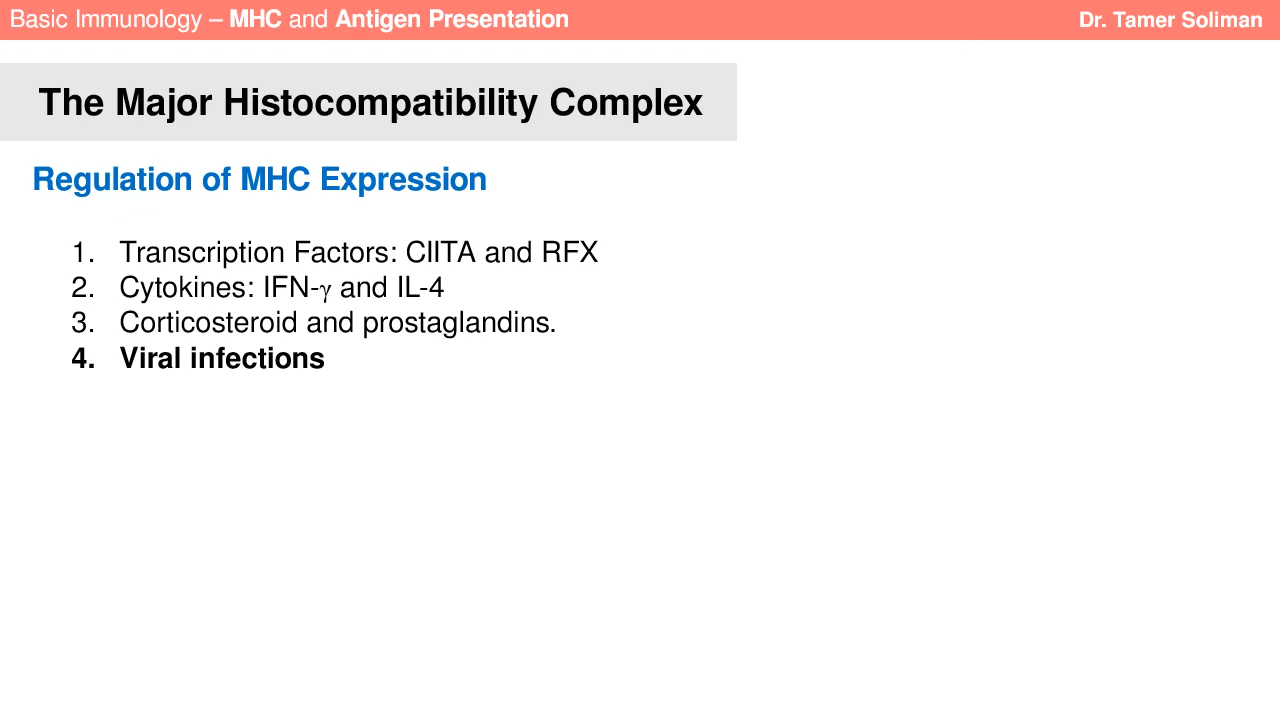 Basic Immunology – MHC and Antigen Presentation
Dr. Tamer Soliman
The Major Histocompatibility Complex
Regulation of MHC Expression
1. Transcription Factors: CIITA and RFX
2. Cytokines: IFN-γ and IL-4
3. Corticosteroid and prostaglandins.
4. Viral infections